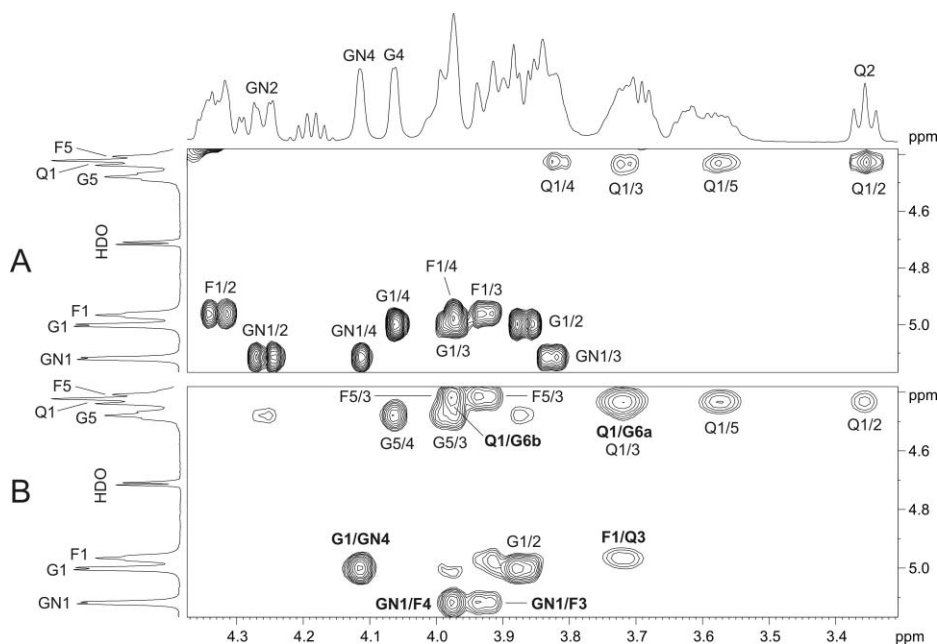 GN2
GN4
G4
Q2
ppm
F5
Q1
G5
HDO
F1
G1
GN1
A
Q1/4
Q1/3
Q1/5
Q1/2
4.6
4.8
5.0
F1/2
GN1/2
G1/4
GN1/4
F1/4
G1/3
F1/3
G1/2
GN1/3
F5
Q1
G5
HDO
F1
G1
GN1
B
ppm
F5/3
F5/3
G5/4
G5/3
Q1/G6b
Q1/G6a
Q1/3
Q1/5
Q1/2
4.6
4.8
5.0
G1/GN4
G1/2
F1/Q3
GN1/F4
GN1/F3
4.3 4.2 4.1 4.0 3.9 3.8 3.7 3.6 3.5 3.4 ppm